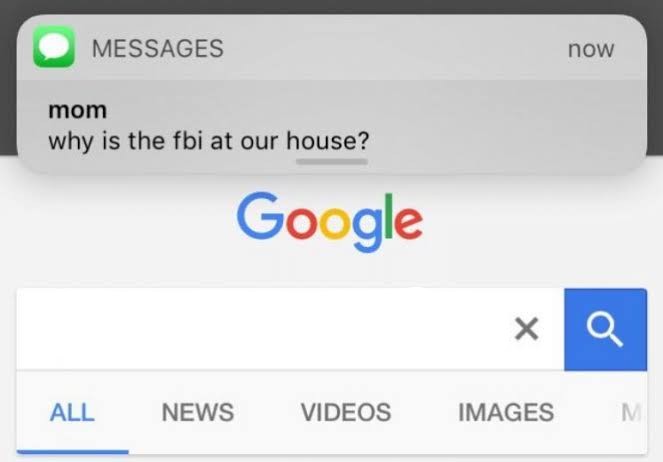 MESSAGES now
mom
why is the fbi at our house?
Google
ALL NEWS VIDEOS IMAGES M